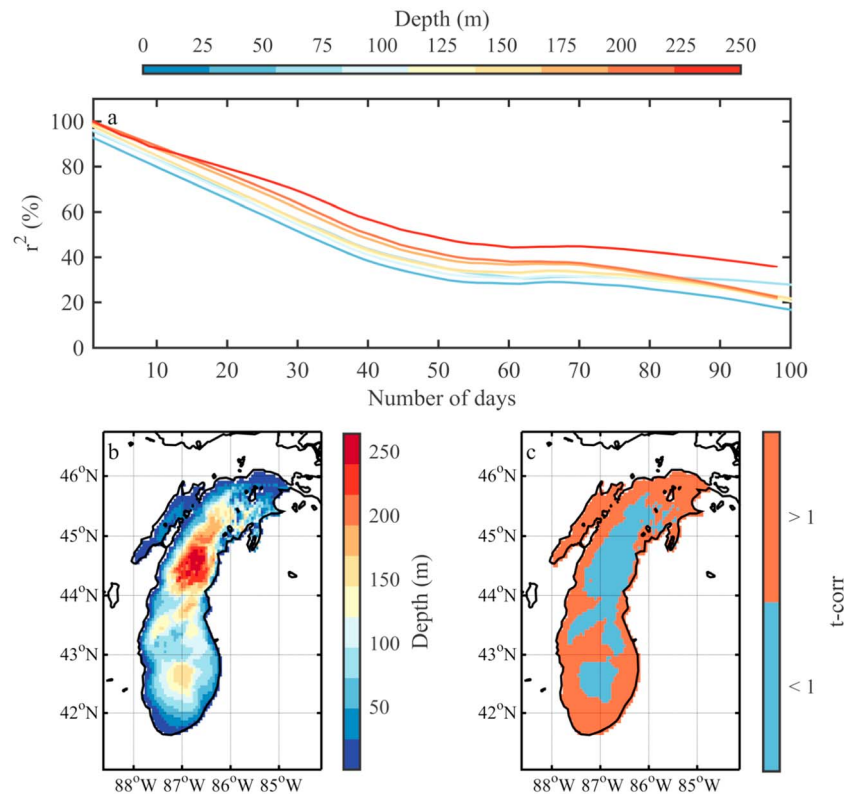 Depth (m)
0 25 50 75 100 125 150 175 200 225 250
a
100
80
60
40
20
0
r² (%)
10 20 30 40 50 60 70 80 90 100
Number of days
b
46°N
45°N
44°N
43°N
42°N
88°W 87°W 86°W 85°W
250
200
150
100
50
Depth (m)
c
46°N
45°N
44°N
43°N
42°N
88°W 87°W 86°W 85°W
> 1
< 1
t-corr